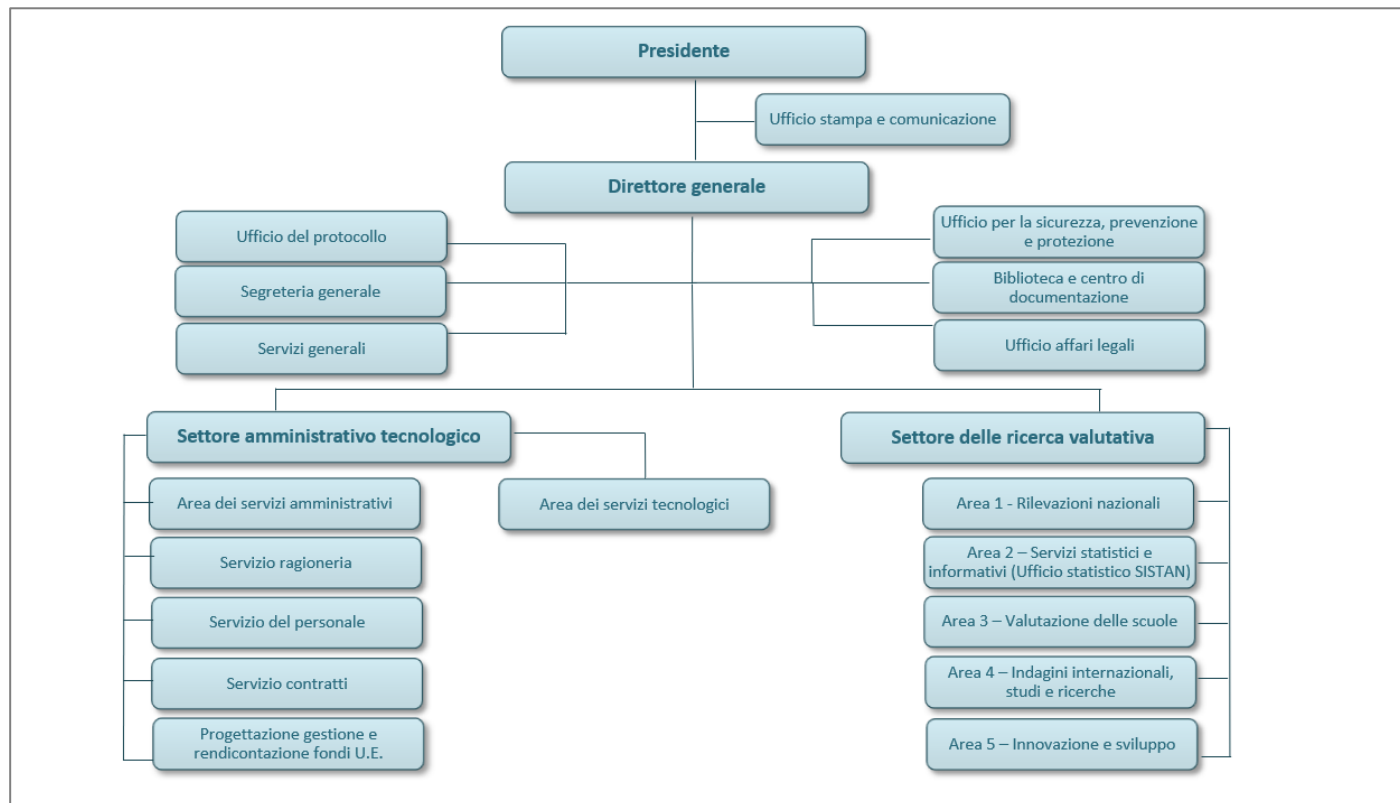 Presidente
Ufficio stampa e comunicazione
Direttore generale
Ufficio del protocollo
Segreteria generale
Servizi generali
Ufficio per la sicurezza, prevenzione
e protezione
Biblioteca e centro di
documentazione
Ufficio affari legali
Settore amministrativo tecnologico
Area dei servizi amministrativi
Servizio ragioneria
Servizio del personale
Servizio contratti
Progettazione gestione e
rendicontazione fondi U.E.
Area dei servizi tecnologici
Settore delle ricerca valutativa
Area 1 - Rilevazioni nazionali
Area 2 – Servizi statistici e
informativi (Ufficio statistico SISTAN)
Area 3 – Valutazione delle scuole
Area 4 – Indagini internazionali,
studi e ricerche
Area 5 – Innovazione e sviluppo